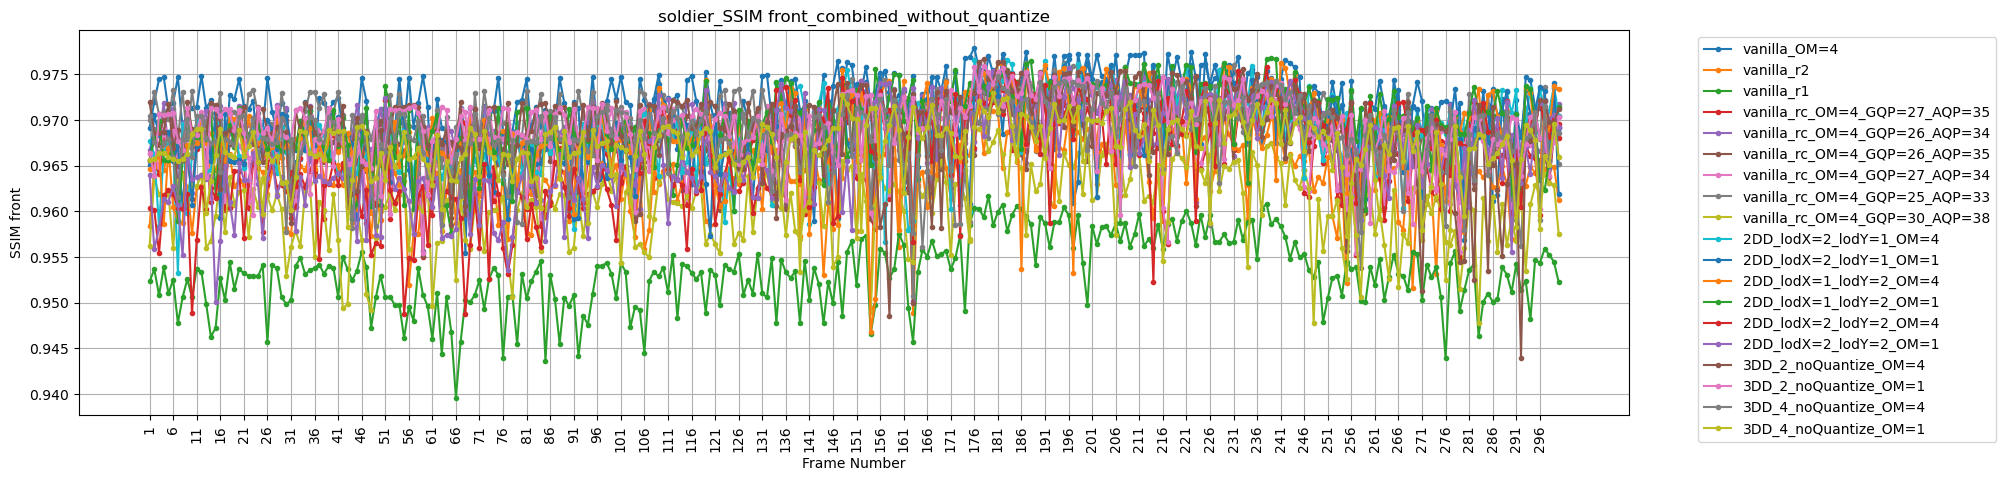 soldier_SSIM front_combined_without_quantize
SSIM front
0.975
0.970
0.965
0.960
0.955
0.950
0.945
0.940
1 6 11 16 21 26 31 36 41 46 51 56 61 66 71 76 81 86 91 96 101 106 111 116 121 126 131 136 141 146 151 156 161 166 171 176 181 186 191 196 201 206 211 216 221 226 231 236 241 246 251 256 261 266 271 276 281 286 291 296
Frame Number
vanilla_OM=4
vanilla_r2
vanilla_r1
vanilla_rc_OM=4_GQP=27_AQP=35
vanilla_rc_OM=4_GQP=26_AQP=34
vanilla_rc_OM=4_GQP=26_AQP=35
vanilla_rc_OM=4_GQP=27_AQP=34
vanilla_rc_OM=4_GQP=25_AQP=33
vanilla_rc_OM=4_GQP=30_AQP=38
2DD_lodX=2_lodY=1_OM=4
2DD_lodX=2_lodY=1_OM=1
2DD_lodX=1_lodY=2_OM=4
2DD_lodX=1_lodY=2_OM=1
2DD_lodX=2_lodY=2_OM=4
2DD_lodX=2_lodY=2_OM=1
3DD_2_noQuantize_OM=4
3DD_2_noQuantize_OM=1
3DD_4_noQuantize_OM=4
3DD_4_noQuantize_OM=1